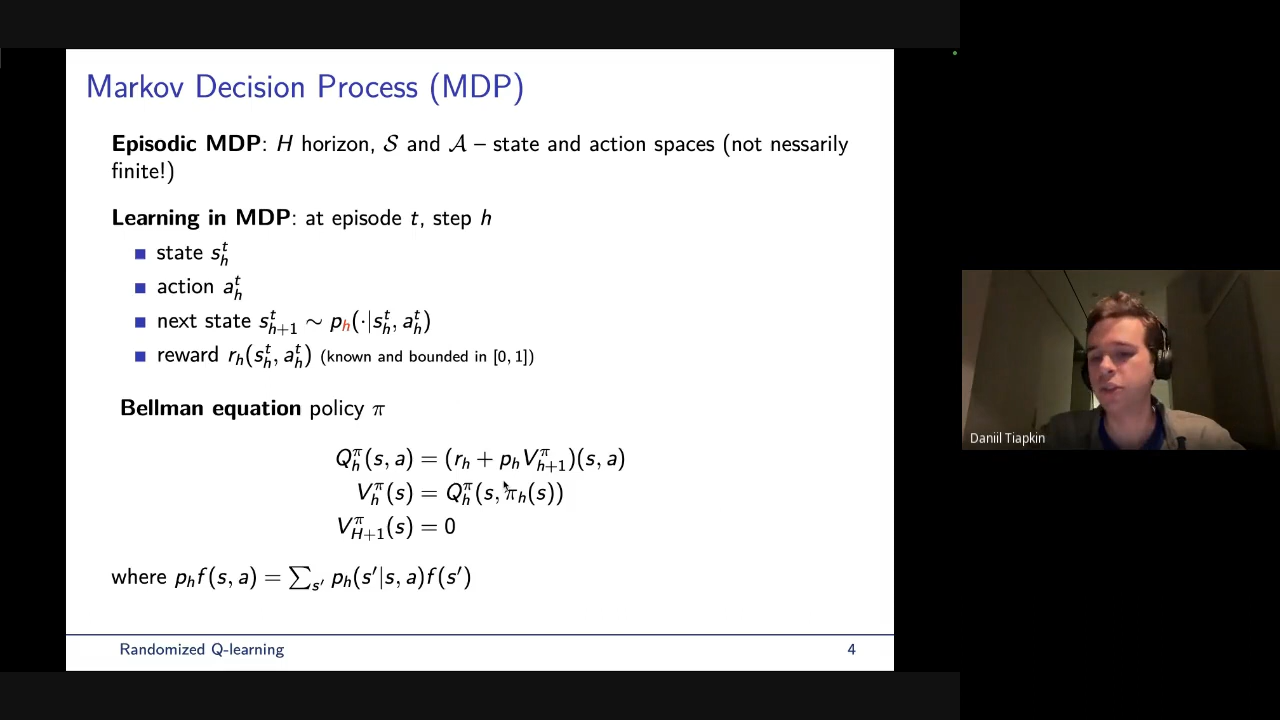 Markov Decision Process (MDP)
Episodic MDP: H horizon, 𝒮 and 𝒜 – state and action spaces (not nessarily
finite!)
Learning in MDP: at episode t, step h
■ state s_h^t
■ action a_h^t
■ next state s_{h+1}^t ∼ p_h(·|s_h^t, a_h^t)
■ reward r_h(s_h^t, a_h^t) (known and bounded in [0, 1])
Bellman equation policy π
Q_h^π(s, a) = (r_h + p_h V_{h+1}^π)(s, a)
V_h^π(s) = Q_h^π(s, π_h(s))
V_{H+1}^π(s) = 0
where p_h f(s, a) = ∑_{s′} p_h(s′|s, a)f(s′)
Randomized Q-learning 4
Daniil Tiapkin